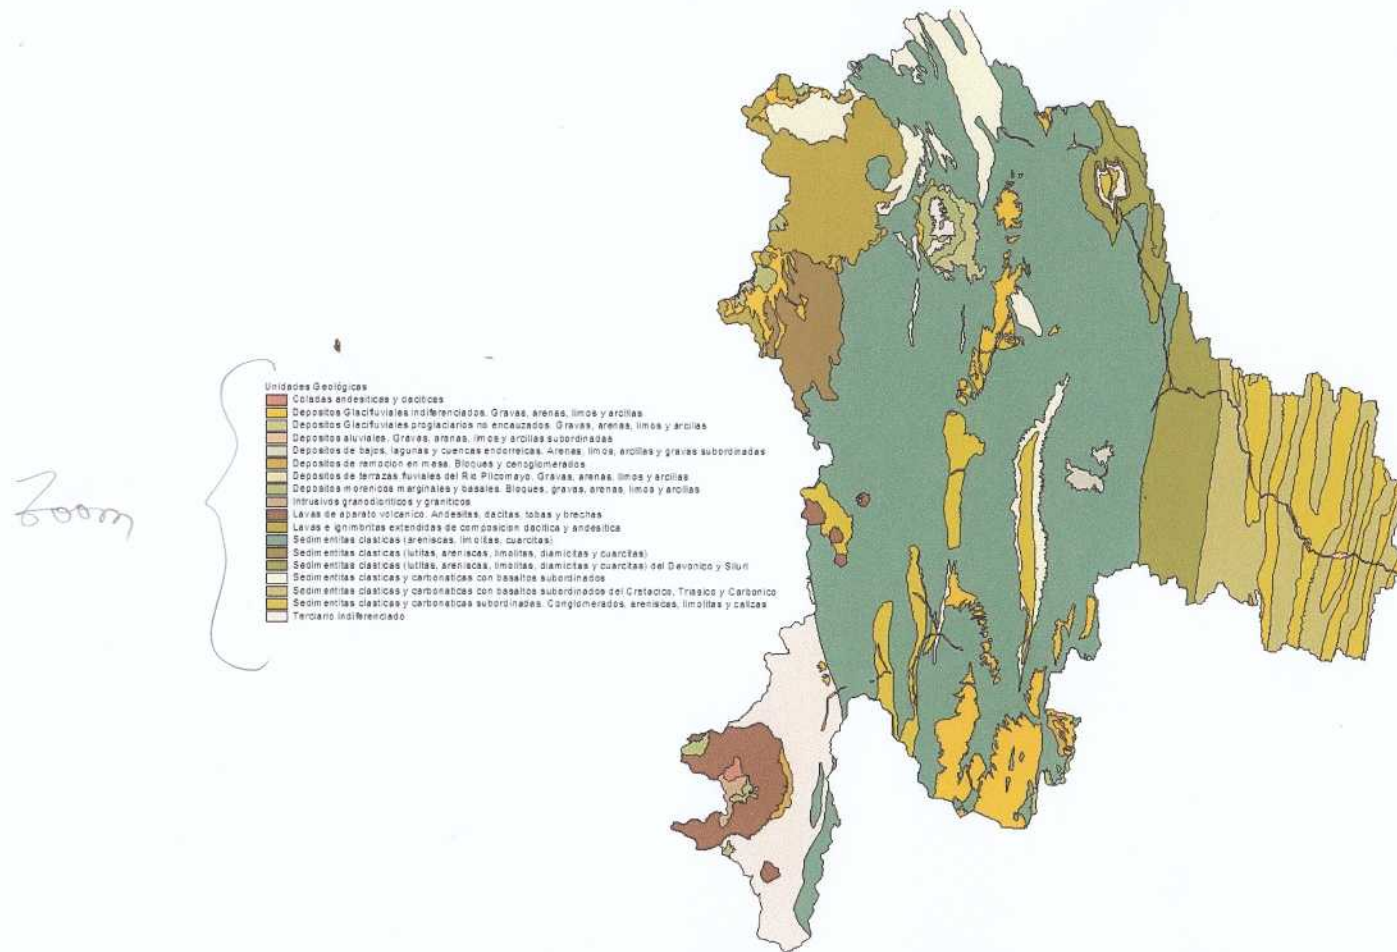 Zoom
Unidades Geológicas
Coladas andesiticas y daciticas
Depositos Glacifluviales indiferenciados. Gravas, arenas, limos y arcillas
Depositos Glacifluviales proglaciarios no encauzados. Gravas, arenas, limos y arcillas
Depositos aluviales. Gravas, arenas, limos y arcillas subordinadas
Depositos de bajos, lagunas y cuencas endorreicas. Arenas, limos, arcillas y gravas subordinadas
Depositos de remocion en masa. Bloques y cenoglomerados
Depositos de terrazas fluviales del Rio Pilcomayo. Gravas, arenas, limos y arcillas
Depositos morenicos marginales y basales. Bloques, gravas, arenas, limos y arcillas
Intrusivos granodioriticos y graniticos
Lavas de aparato volcanico. Andesitas, dacitas, tobas y brechas
Lavas e ignimbritas extendidas de composicion dacitica y andesitica
Sedimentitas clasticas (areniscas, limolitas, cuarcitas)
Sedimentitas clasticas (lutitas, areniscas, limolitas, diamicitas y cuarcitas)
Sedimentitas clasticas (lutitas, areniscas, limolitas, diamicitas y cuarcitas) del Devonico y Siluri
Sedimentitas clasticas y carbonaticas con basaltos subordinados
Sedimentitas clasticas y carbonaticas con basaltos subordinados del Cretacico, Triasico y Carbonico
Sedimentitas clasticas y carbonaticas subordinadas. Conglomerados, areniscas, limolitas y calizas
Terciario Indiferenciado